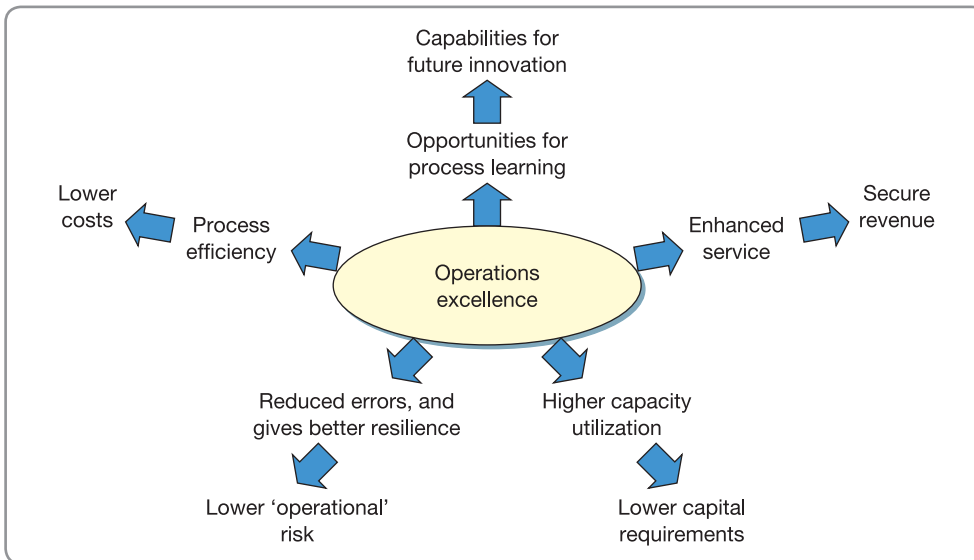 Capabilities for
future innovation
Opportunities for
process learning
Lower
costs
Process
efficiency
Operations
excellence
Enhanced
service
Secure
revenue
Reduced errors, and
gives better resilience
Higher capacity
utilization
Lower ‘operational’
risk
Lower capital
requirements